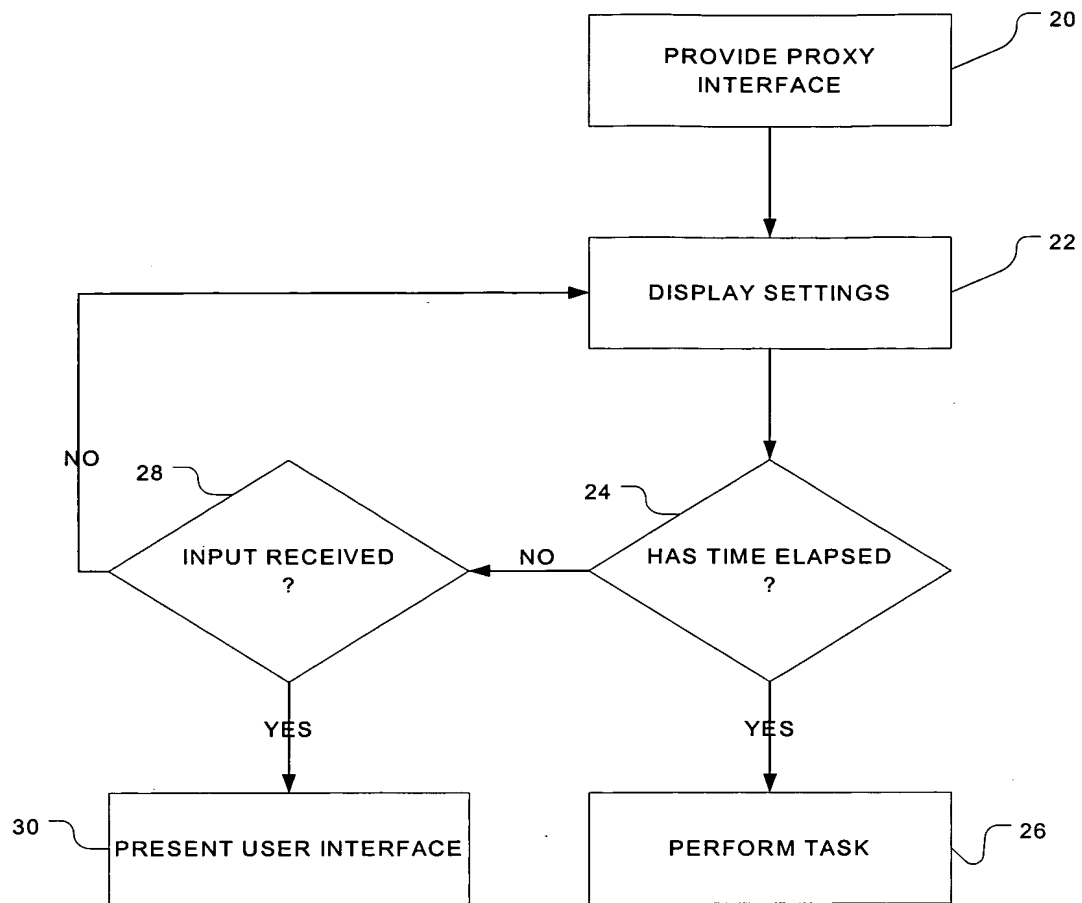 20
PROVIDE PROXY
INTERFACE
22
DISPLAY SETTINGS
NO
28
INPUT RECEIVED
?
NO
24
HAS TIME ELAPSED
?
YES
YES
30
PRESENT USER INTERFACE
PERFORM TASK
26